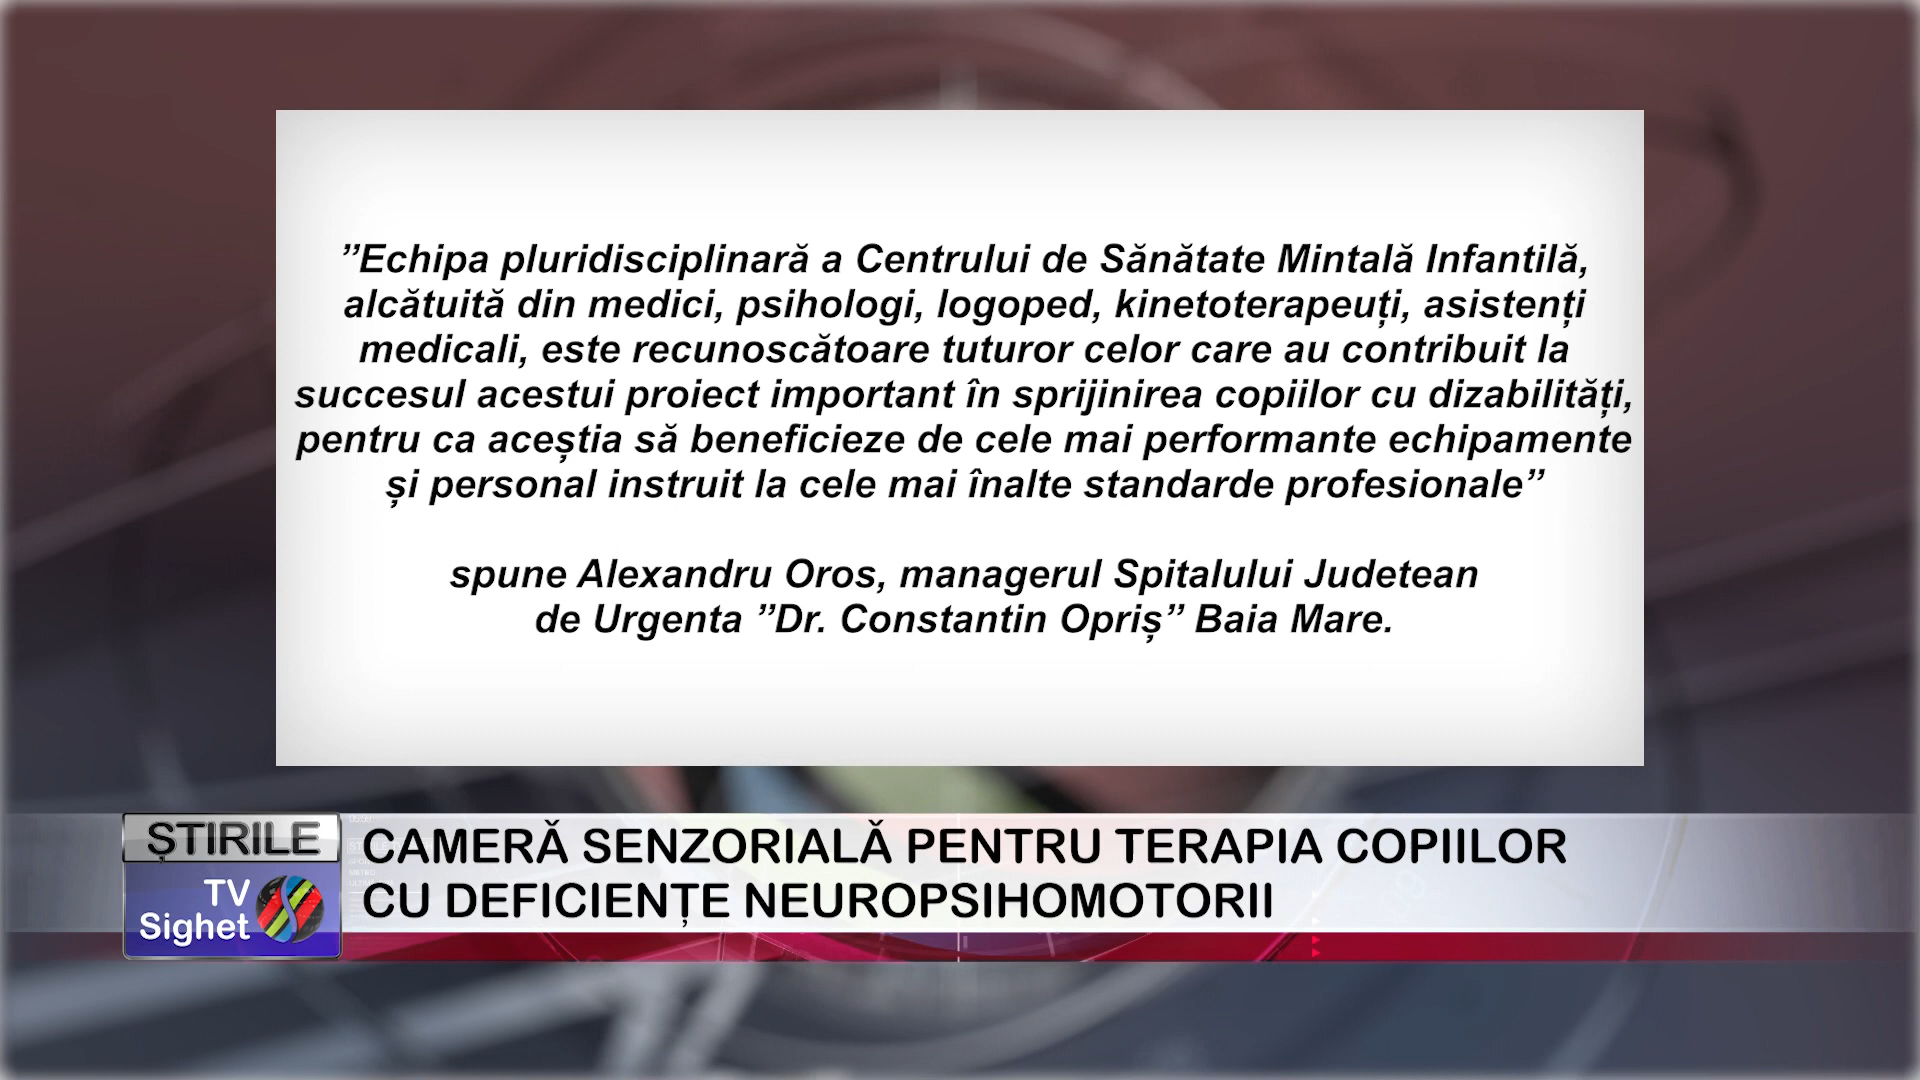 ”Echipa pluridisciplinară a Centrului de Sănătate Mintală Infantilă,
alcătuită din medici, psihologi, logoped, kinetoterapeuți, asistenți
medicali, este recunoscătoare tuturor celor care au contribuit la
succesul acestui proiect important în sprijinirea copiilor cu dizabilități,
pentru ca aceștia să beneficieze de cele mai performante echipamente
și personal instruit la cele mai înalte standarde profesionale”
spune Alexandru Oros, managerul Spitalului Judetean
de Urgenta ”Dr. Constantin Opriș” Baia Mare.
ȘTIRILE
TV
Sighet
CAMERĂ SENZORIALĂ PENTRU TERAPIA COPIILOR
CU DEFICIENȚE NEUROPSIHOMOTORII